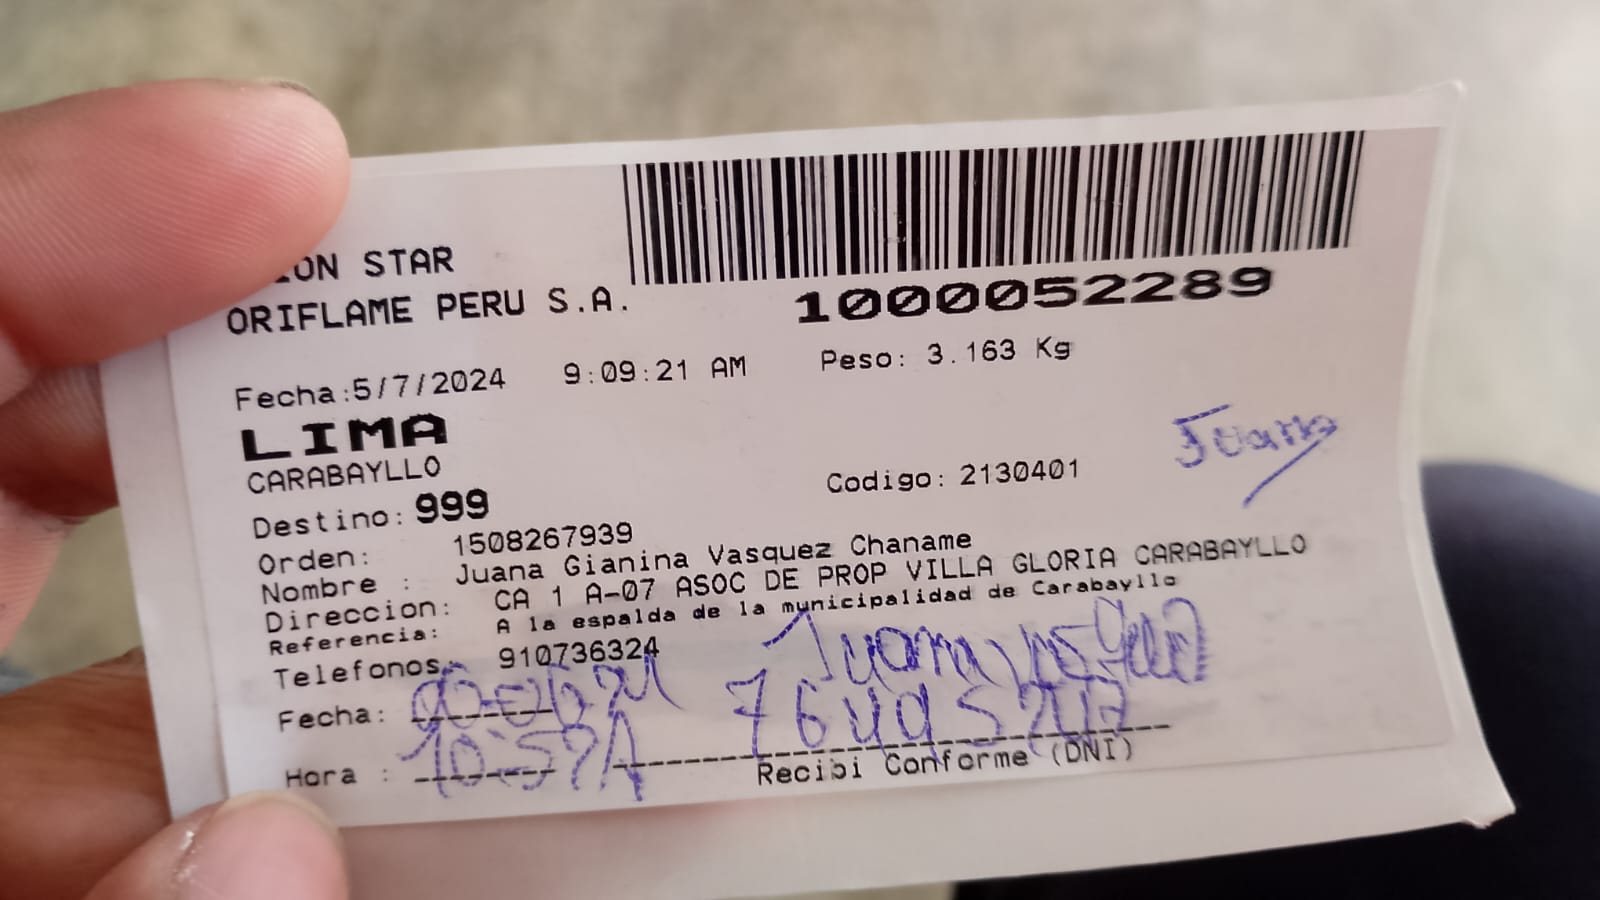 ION STAR
ORIFLAME PERU S.A.
1000052289
Fecha:5/7/2024 9:09:21 AM Peso: 3.163 Kg
LIMA
CARABAYLLO
Codigo: 2130401
Juana
Destino: 999
Orden: 1508267939
Nombre : Juana Gianina Vasquez Chaname
Direccion: CA 1 A-07 ASOC DE PROP VILLA GLORIA CARABAYLLO
Referencia: A la espalda de la municipalidad de Carabayllo
Telefonos 910736324
Juana
Fecha:
Hora :
Recibi Conforme (DNI)